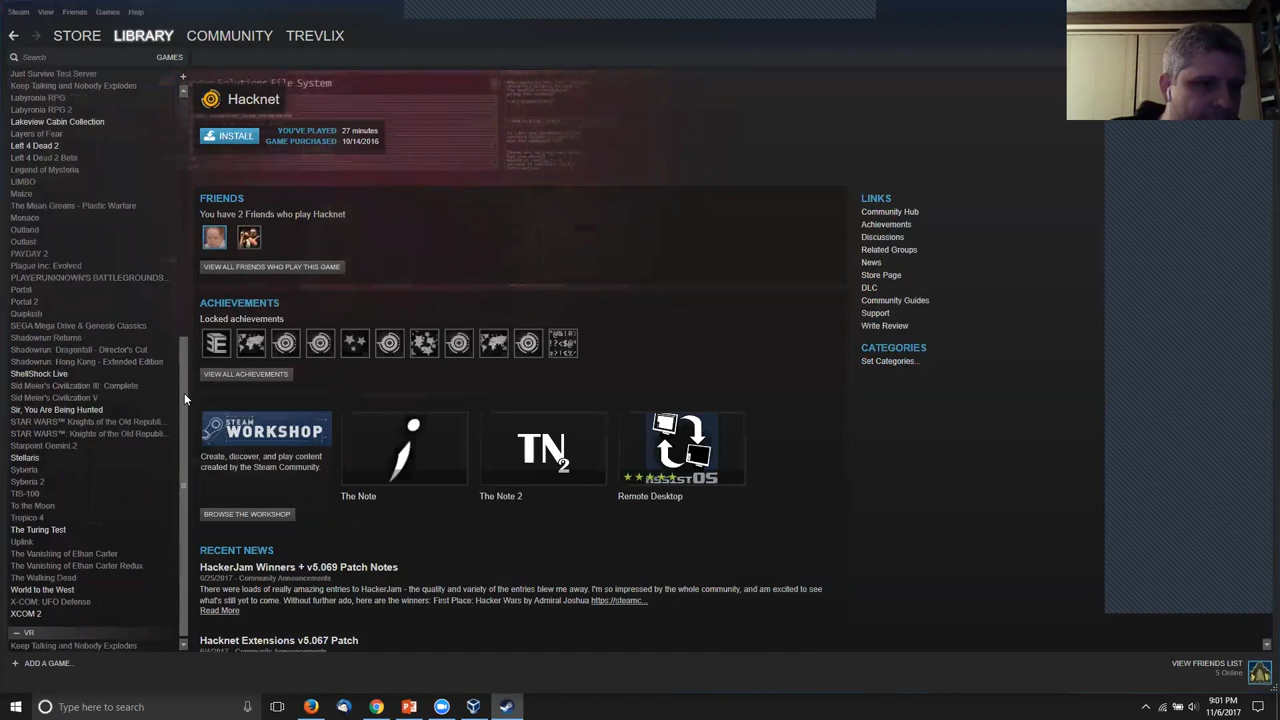 Steam View Friends Games Help
STORE LIBRARY COMMUNITY TREVLIX
Search GAMES
Just Survive Test Server
Keep Talking and Nobody Explodes
Labyronia RPG
Labyronia RPG 2
Lakeview Cabin Collection
Layers of Fear
Left 4 Dead 2
Left 4 Dead 2 Beta
Legend of Mysteria
LIMBO
Maize
The Mean Greens - Plastic Warfare
Monaco
Outland
Outlast
PAYDAY 2
Plague Inc: Evolved
PLAYERUNKNOWN'S BATTLEGROUNDS...
Portal
Portal 2
Quiplash
SEGA Mega Drive & Genesis Classics
Shadowrun Returns
Shadowrun: Dragonfall - Director's Cut
Shadowrun: Hong Kong - Extended Edition
ShellShock Live
Sid Meier's Civilization III: Complete
Sid Meier's Civilization V
Sir, You Are Being Hunted
STAR WARS™ Knights of the Old Republi...
STAR WARS™: Knights of the Old Republi...
Starpoint Gemini 2
Stellaris
Syberia
Syberia 2
TIS-100
To the Moon
Tropico 4
The Turing Test
Uplink
The Vanishing of Ethan Carter
The Vanishing of Ethan Carter Redux
The Walking Dead
World to the West
X-COM: UFO Defense
XCOM 2
VR
Keep Talking and Nobody Explodes
ADD A GAME...
File System
Hacknet
INSTALL
YOU'VE PLAYED 27 minutes
GAME PURCHASED 10/14/2016
FRIENDS
You have 2 Friends who play Hacknet
VIEW ALL FRIENDS WHO PLAY THIS GAME
ACHIEVEMENTS
Locked achievements
VIEW ALL ACHIEVEMENTS
STEAM
WORKSHOP
Create, discover, and play content
created by the Steam Community.
BROWSE THE WORKSHOP
The Note
TN2
The Note 2
ASSISTOS
Remote Desktop
RECENT NEWS
HackerJam Winners + v5.069 Patch Notes
6/25/2017 - Community Announcements
There were loads of really amazing entries to HackerJam - the quality and variety of the entries blew me away. I'm so impressed by the whole community, and am excited to
see what's still yet to come. Without further ado, here are the winners: First Place: Hacker Wars by Admiral Joshua https://steamc...
Read More
Hacknet Extensions v5.067 Patch
LINKS
Community Hub
Achievements
Discussions
Related Groups
News
Store Page
DLC
Community Guides
Support
Write Review
CATEGORIES
Set Categories...
VIEW FRIENDS LIST
5 Online
Type here to search
9:01 PM
11/6/2017